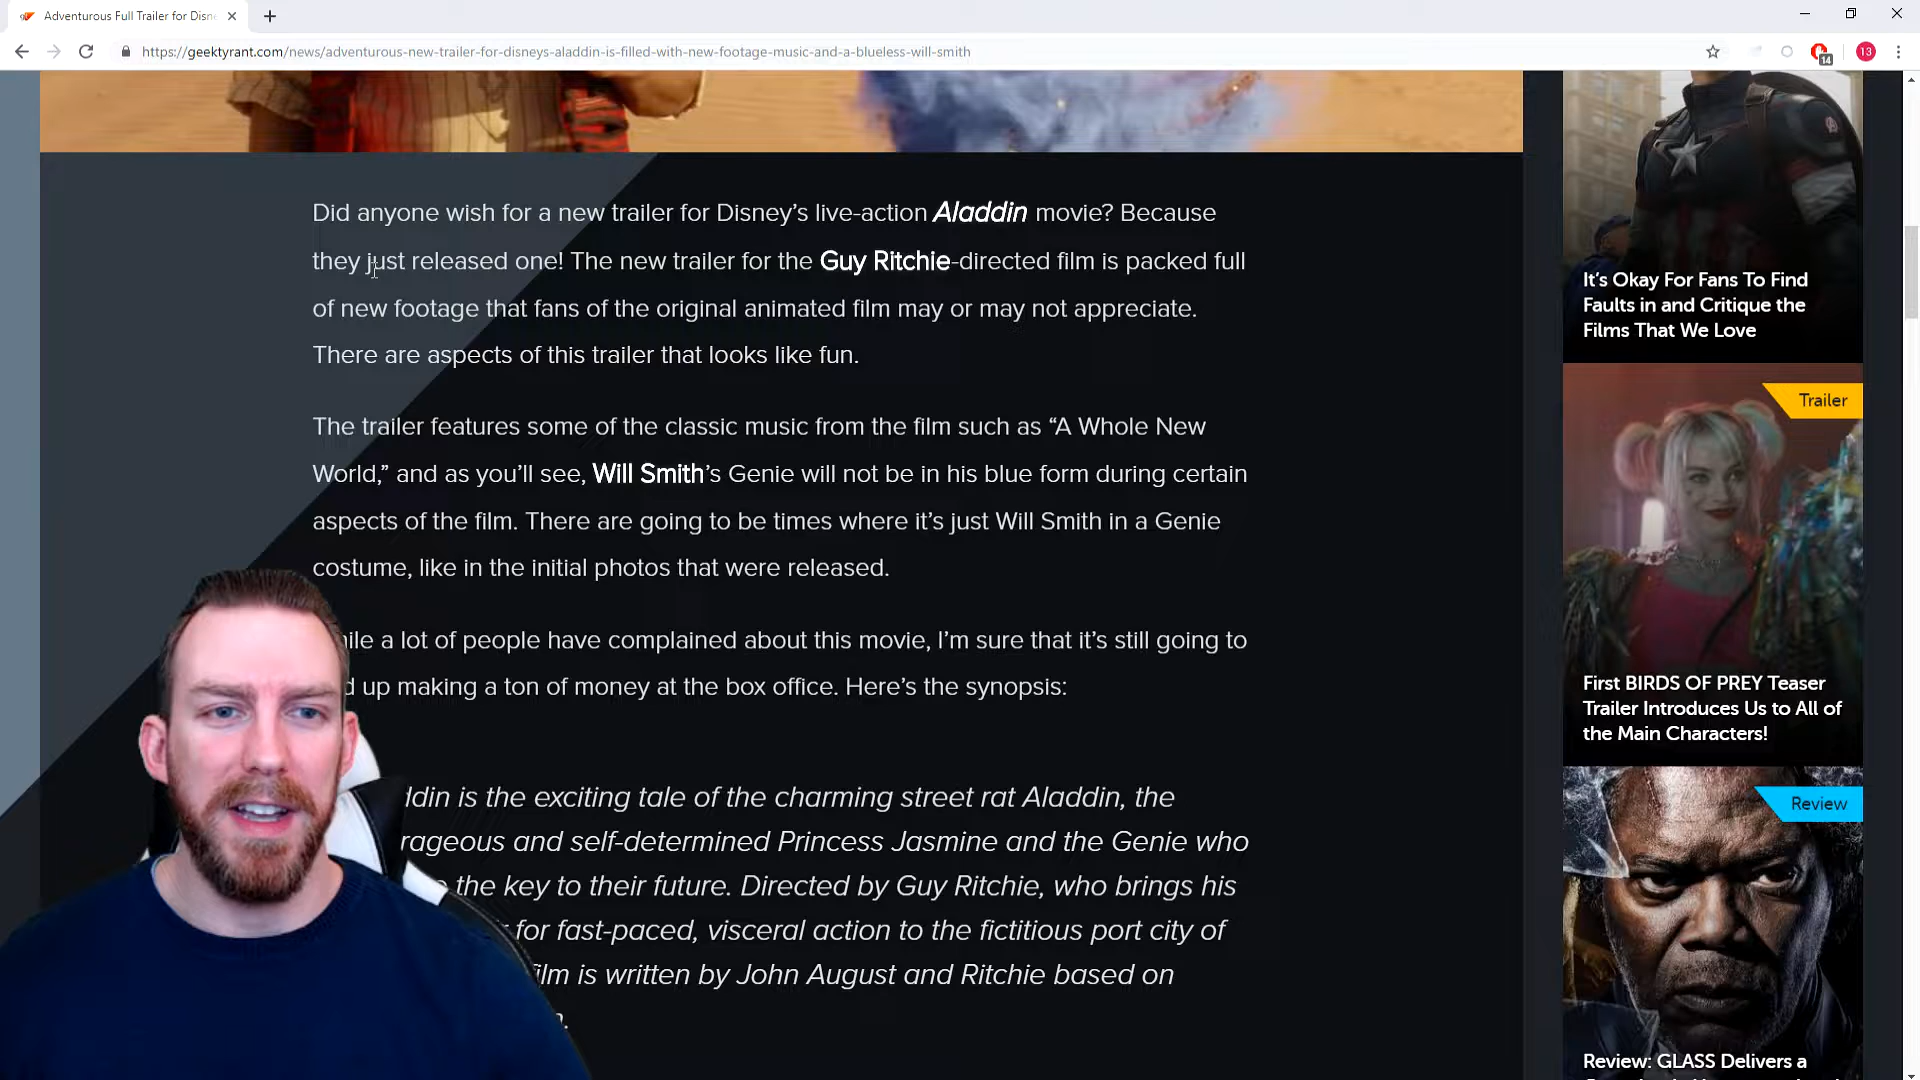 Adventurous Full Trailer for Disne
https://geektyrant.com/news/adventurous-new-trailer-for-disneys-aladdin-is-filled-with-new-footage-music-and-a-blueless-will-smith
14
13
Did anyone wish for a new trailer for Disney’s live-action Aladdin movie? Because
they just released one! The new trailer for the Guy Ritchie-directed film is packed full
of new footage that fans of the original animated film may or may not appreciate.
There are aspects of this trailer that looks like fun.
The trailer features some of the classic music from the film such as “A Whole New
World,” and as you’ll see, Will Smith’s Genie will not be in his blue form during certain
aspects of the film. There are going to be times where it’s just Will Smith in a Genie
costume, like in the initial photos that were released.
a lot of people have complained about this movie, I’m sure that it’s still going to
up making a ton of money at the box office. Here’s the synopsis:
is the exciting tale of the charming street rat Aladdin, the
and self-determined Princess Jasmine and the Genie who
the key to their future. Directed by Guy Ritchie, who brings his
for fast-paced, visceral action to the fictitious port city of
film is written by John August and Ritchie based on
It’s Okay For Fans To Find
Faults in and Critique the
Films That We Love
Trailer
First BIRDS OF PREY Teaser
Trailer Introduces Us to All of
the Main Characters!
Review
Review: GLASS Delivers a